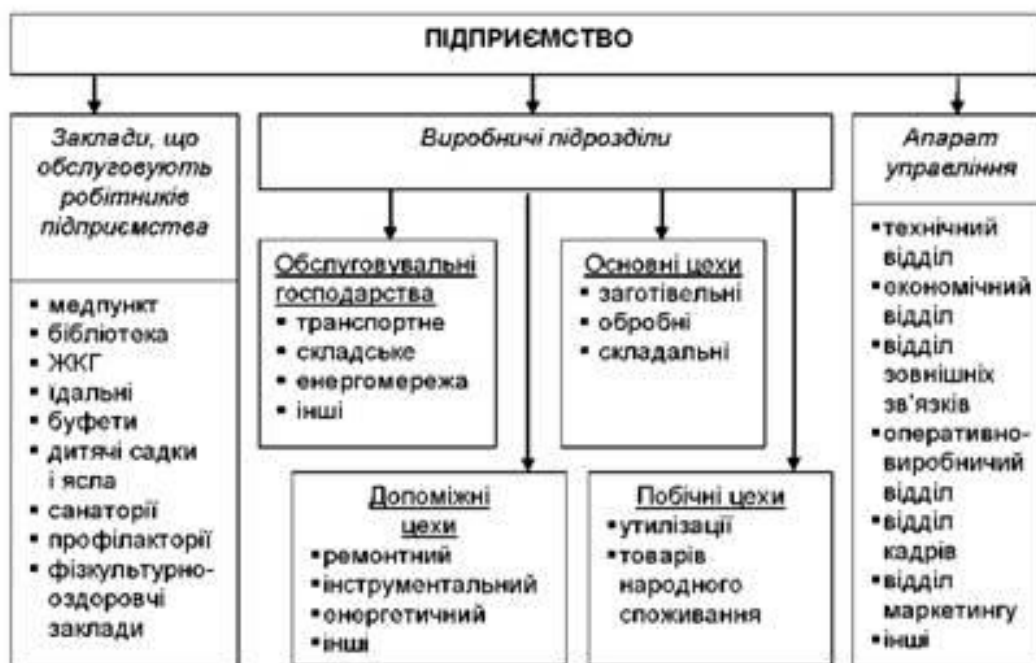 ПІДПРИЄМСТВО
Заклади, що
обслуговують
робітників
підприємства
▪ медпункт
▪ бібліотека
▪ ЖКГ
▪ їдальні
▪ буфети
▪ дитячі садки
і ясла
▪ санаторії
▪ профілакторії
▪ фізкультурно-
оздоровчі
заклади
Виробничі підрозділи
Обслуговувальні
господарства
▪ транспортне
▪ складське
▪ енергомережа
▪ інші
Основні цехи
▪ заготівельні
▪ обробні
▪ складальні
Допоміжні
цехи
▪ремонтний
▪інструментальний
▪енергетичний
▪інші
Побічні цехи
▪утилізації
▪товарів
народного
споживання
Апарат
управління
▪технічний
відділ
▪економічний
відділ
▪відділ
зовнішніх
зв'язків
▪оперативно-
виробничий
відділ
▪відділ
кадрів
▪відділ
маркетингу
▪інші